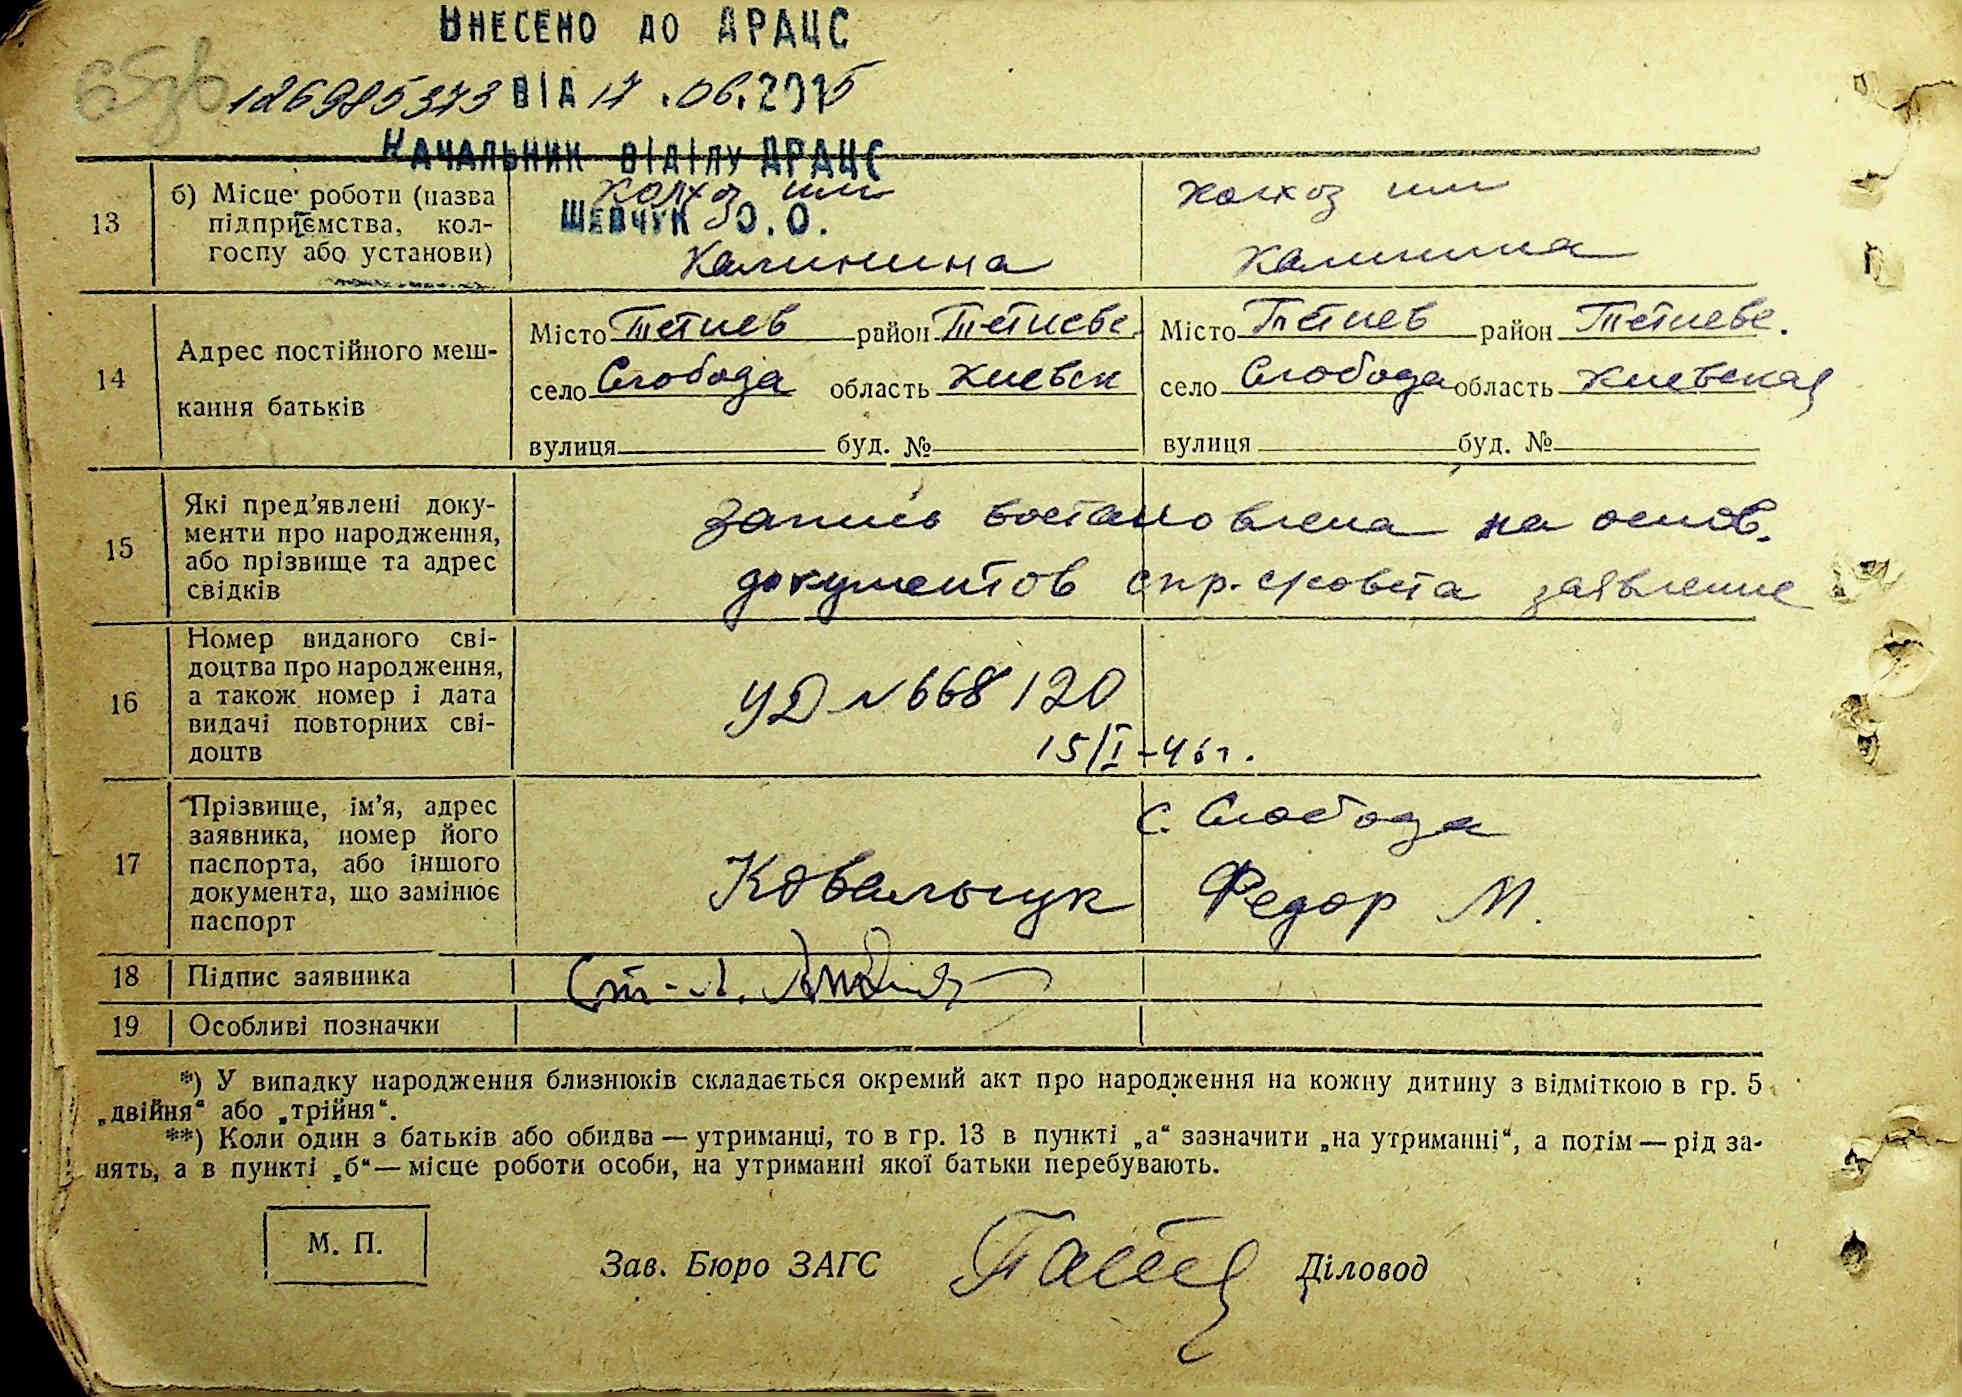 Внесено до ДРАЦС
126985373 від 17.06.2015
Начальник відділу ДРАЦС
Шевчук О.О.
13 б) Місце роботи (назва підприємства, колгоспу або установи)
колхоз им Калинина
колхоз им Калинина
14 Адрес постійного мешкання батьків
Місто Тетиев район Тетиевс.
село Слобода область Киевск
вулиця буд. №
Місто Тетиев район Тетиевс.
село Слобода область Киевская
вулиця буд. №
15 Які пред'явлені документи про народження, або прізвище та адрес свідків
запись востановлена на основ.
документов спр. с/совета заявление
16 Номер виданого свідоцтва про народження, а також номер і дата видачі повторних свідоцтв
УД № 668120
15/I-46г.
17 Прізвище, ім'я, адрес заявника, номер його паспорта, або іншого документа, що замінює паспорт
с. Слобода
Ковальчук Федор М.
18 Підпис заявника
19 Особливі позначки
*) У випадку народження близнюків складається окремий акт про народження на кожну дитину з відміткою в гр. 5
„двійня“ або „трійня“.
**) Коли один з батьків або обидва — утриманці, то в гр. 13 в пункті „а“ зазначити „на утриманні“, а потім — рід за-
нять, а в пункті „б“ — місце роботи особи, на утриманні якої батьки перебувають.
М. П.
Зав. Бюро ЗАГС Діловод